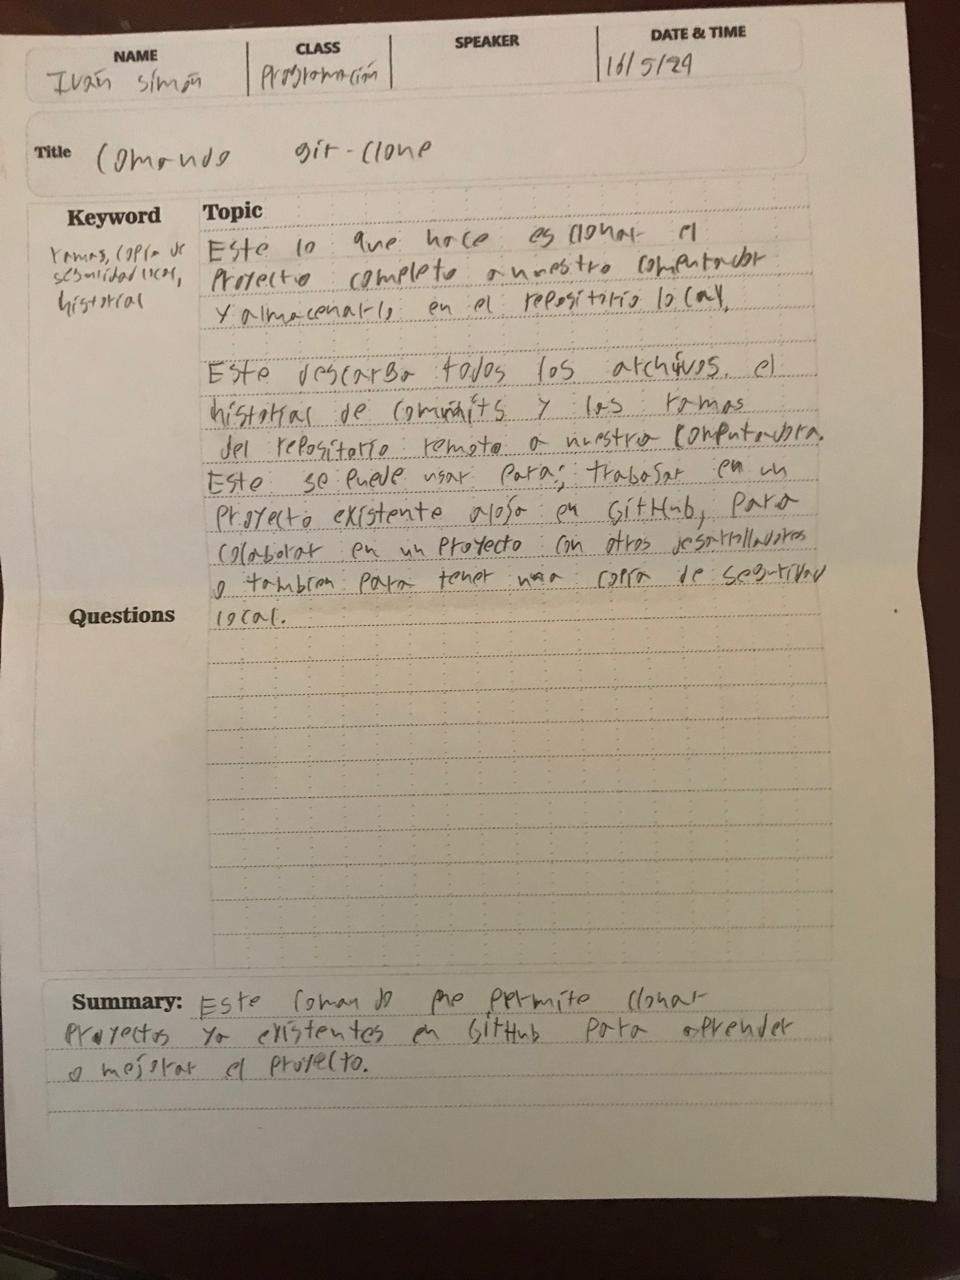 NAME
CLASS
SPEAKER
DATE & TIME
Iván Simón
Programación
16/5/24
Title Comando git-clone
Keyword
Topic
ramas, copia de
seguridad local,
historial
Este lo que hace es clonar el
Proyecto completo a nuestro computador
y almacenarlo en el repositorio local,
Este descarga todos los archivos, el
historial de commits y las ramas
del repositorio remoto a nuestra computadora.
Este se puede usar para; trabajar en un
proyecto existente aloja en GitHub, para
colaborar en un proyecto con otros desarrolladores
o tambien para tener una copia de seguridad
local.
Questions
Summary: Este comando me permite clonar
proyectos ya existentes en GitHub para aprender
o mejorar el proyecto.